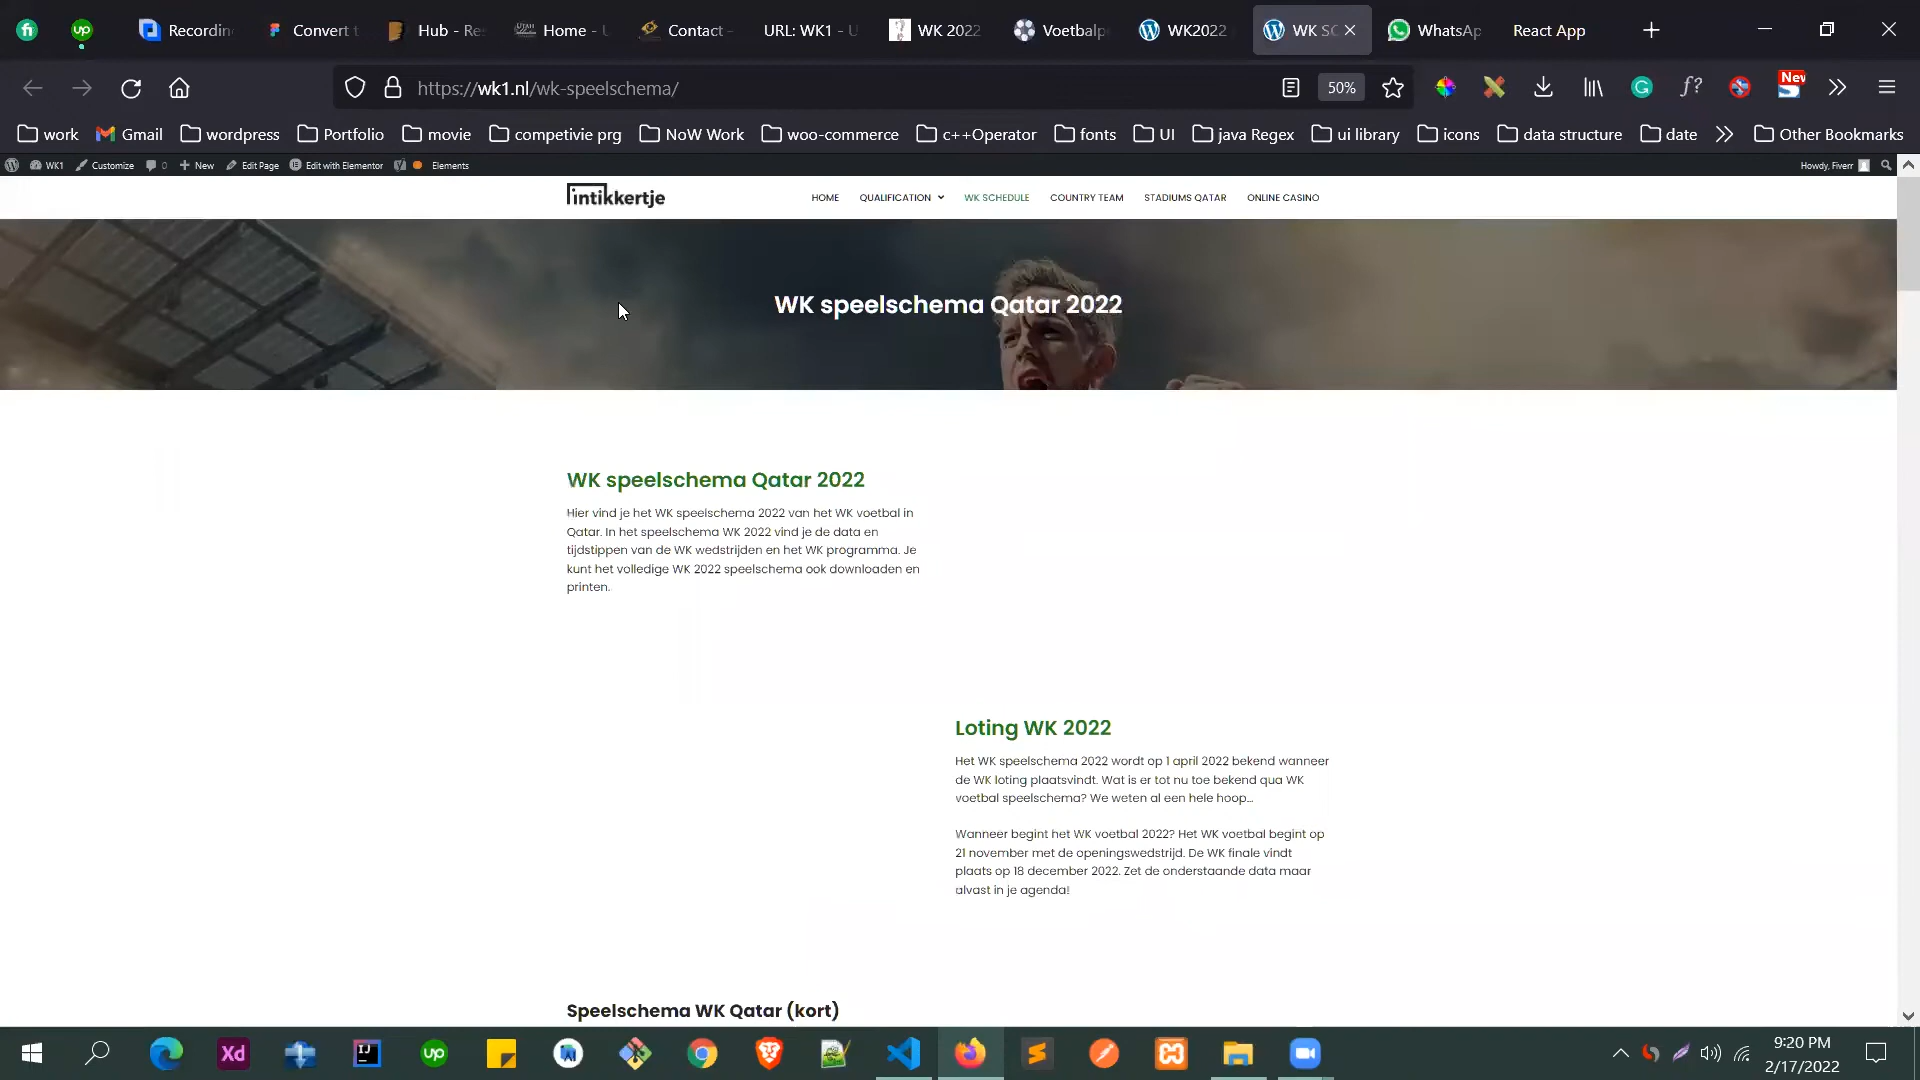 Recordin
Convert t
Hub - Re
Home - U
Contact -
URL: WK1 - U
WK 2022
Voetbalp
WK2022
WK SC
WhatsAp
React App
https://wk1.nl/wk-speelschema/
50%
New
work
Gmail
wordpress
Portfolio
movie
competivie prg
NoW Work
woo-commerce
c++Operator
fonts
UI
java Regex
ui library
icons
data structure
date
Other Bookmarks
WK1
Customize
0
New
Edit Page
Edit with Elementor
Elements
Howdy, Fiverr
intikkertje
HOME
QUALIFICATION
WK SCHEDULE
COUNTRY TEAM
STADIUMS QATAR
ONLINE CASINO
WK speelschema Qatar 2022
WK speelschema Qatar 2022
Hier vind je het WK speelschema 2022 van het WK voetbal in
Qatar. In het speelschema WK 2022 vind je de data en
tijdstippen van de WK wedstrijden en het WK programma. Je
kunt het volledige WK 2022 speelschema ook downloaden en
printen.
Loting WK 2022
Het WK speelschema 2022 wordt op 1 april 2022 bekend wanneer
de WK loting plaatsvindt. Wat is er tot nu toe bekend qua WK
voetbal speelschema? We weten al een hele hoop...
Wanneer begint het WK voetbal 2022? Het WK voetbal begint op
21 november met de openingswedstrijd. De WK finale vindt
plaats op 18 december 2022. Zet de onderstaande data maar
alvast in je agenda!
Speelschema WK Qatar (kort)
9:20 PM
2/17/2022